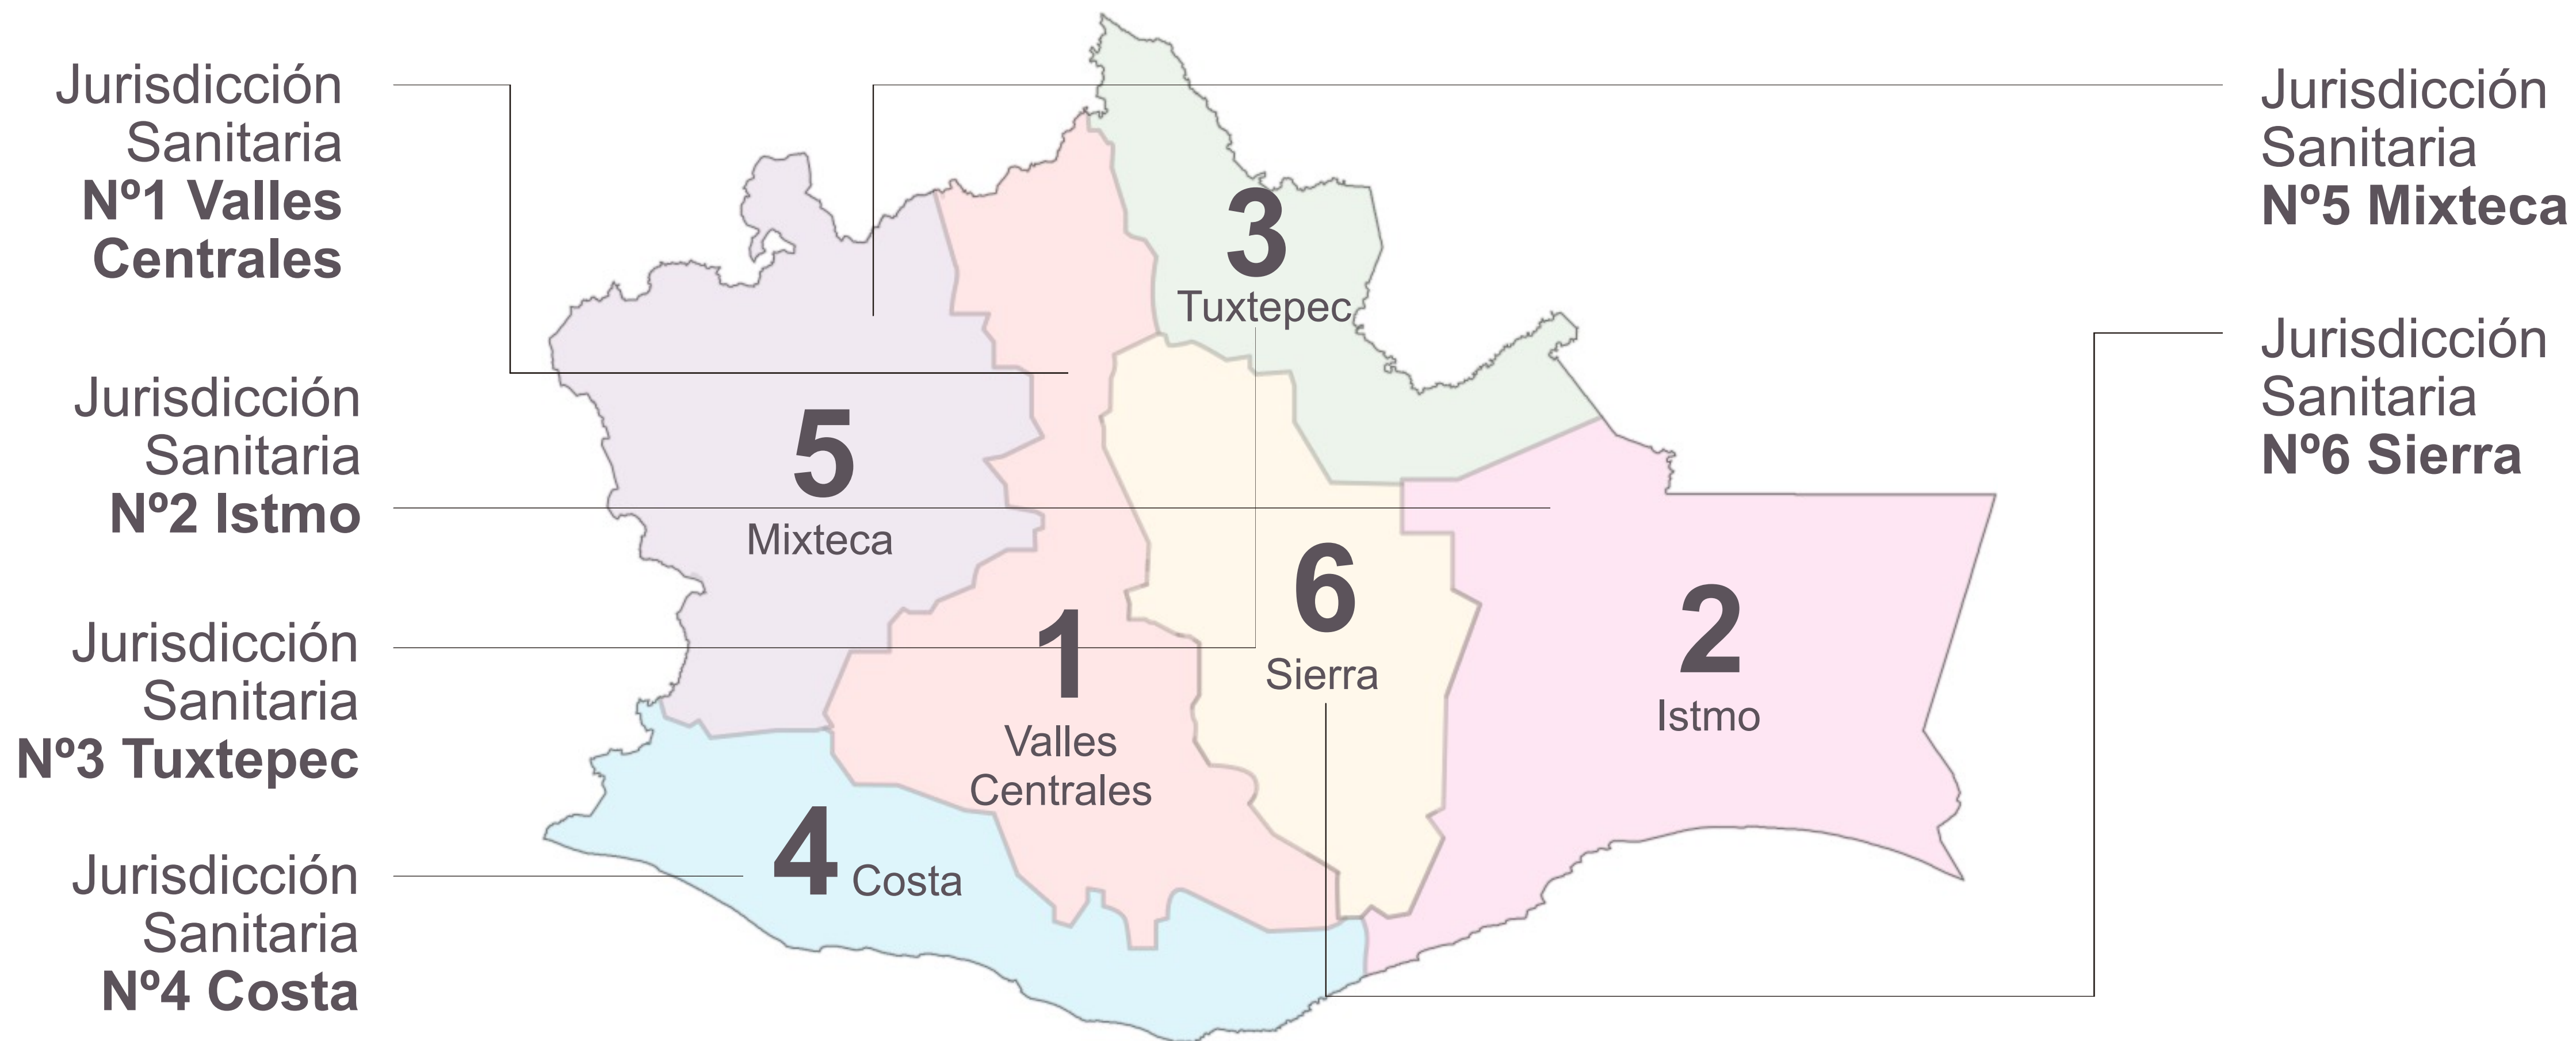 Jurisdicción
Sanitaria
Nº1 Valles
Centrales
Jurisdicción
Sanitaria
Nº2 Istmo
Jurisdicción
Sanitaria
Nº3 Tuxtepec
Jurisdicción
Sanitaria
Nº4 Costa
3
Tuxtepec
5
Mixteca
6
Sierra
1
Valles
Centrales
2
Istmo
4 Costa
Jurisdicción
Sanitaria
Nº5 Mixteca
Jurisdicción
Sanitaria
Nº6 Sierra